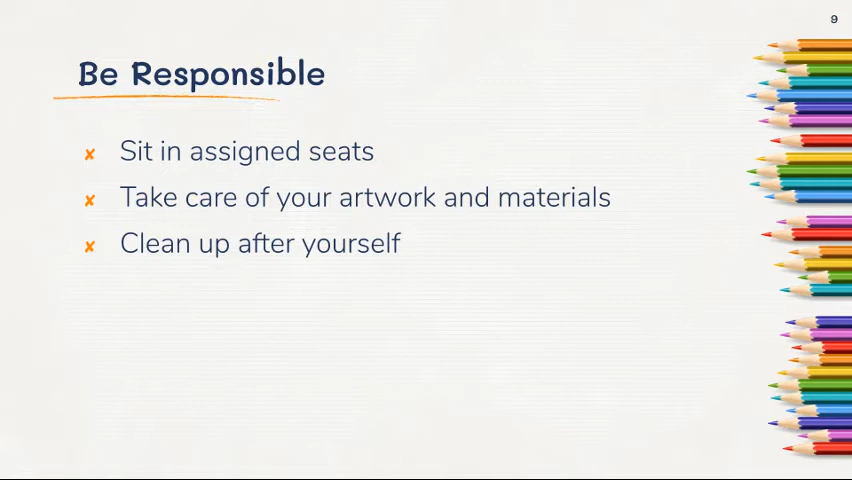 9
Be Responsible
✘ Sit in assigned seats
✘ Take care of your artwork and materials
✘ Clean up after yourself